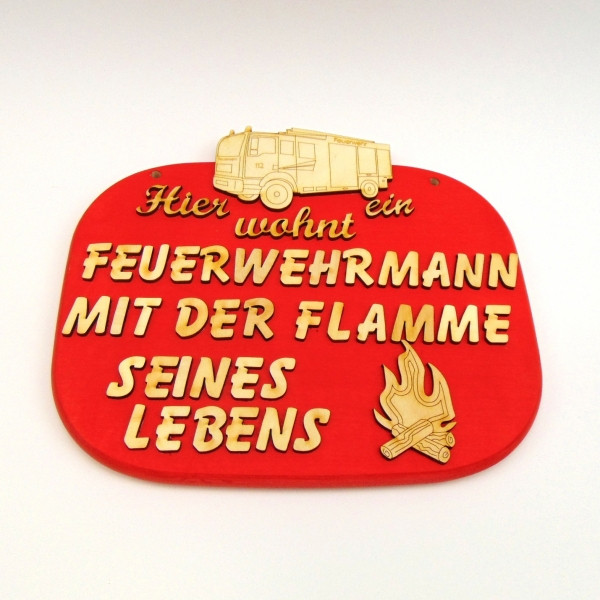 Hier wohnt ein
FEUERWEHRMANN
MIT DER FLAMME
SEINES
LEBENS